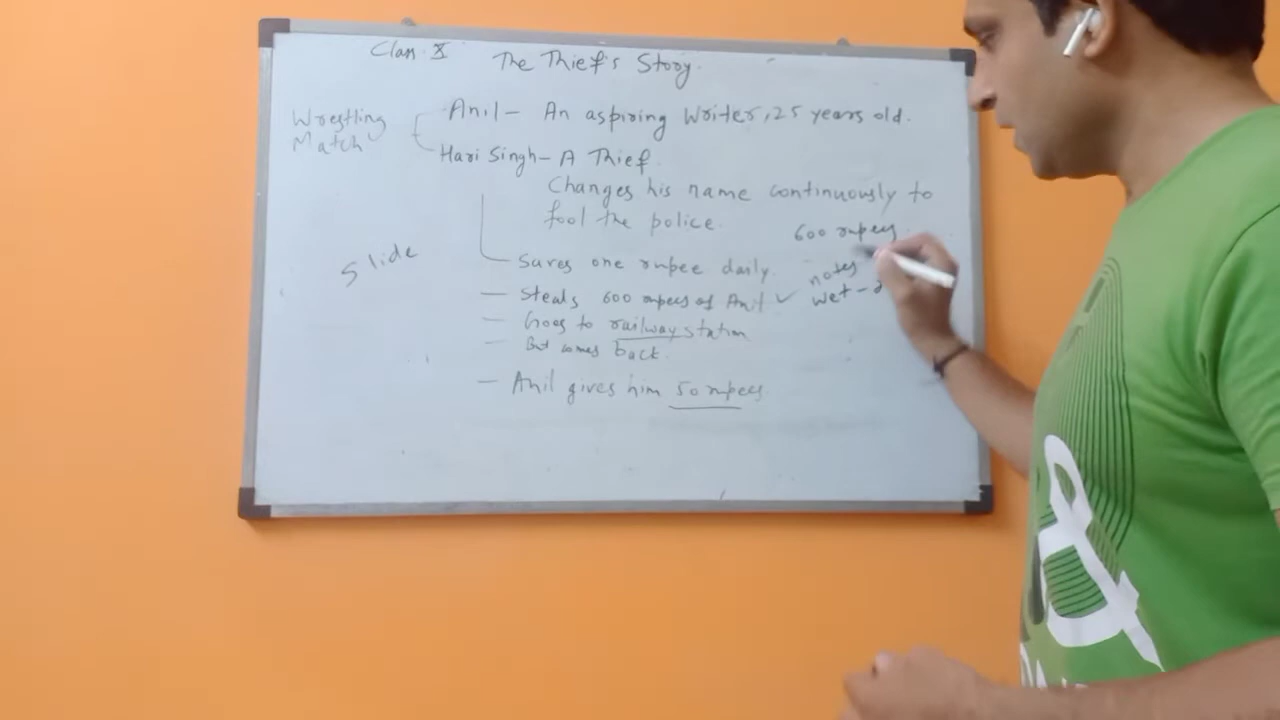 Class X The Thief's Story.
Wrestling
Match
Anil- An aspiring Writer, 25 years old.
Hari Singh- A Thief
Changes his name continuously to
fool the police.
600 rupees
Saves one rupee daily.
notes
Slide
Steals 600 rupees of Anil ✓
wet -
Goes to railway station
But comes back.
Anil gives him 50 rupees